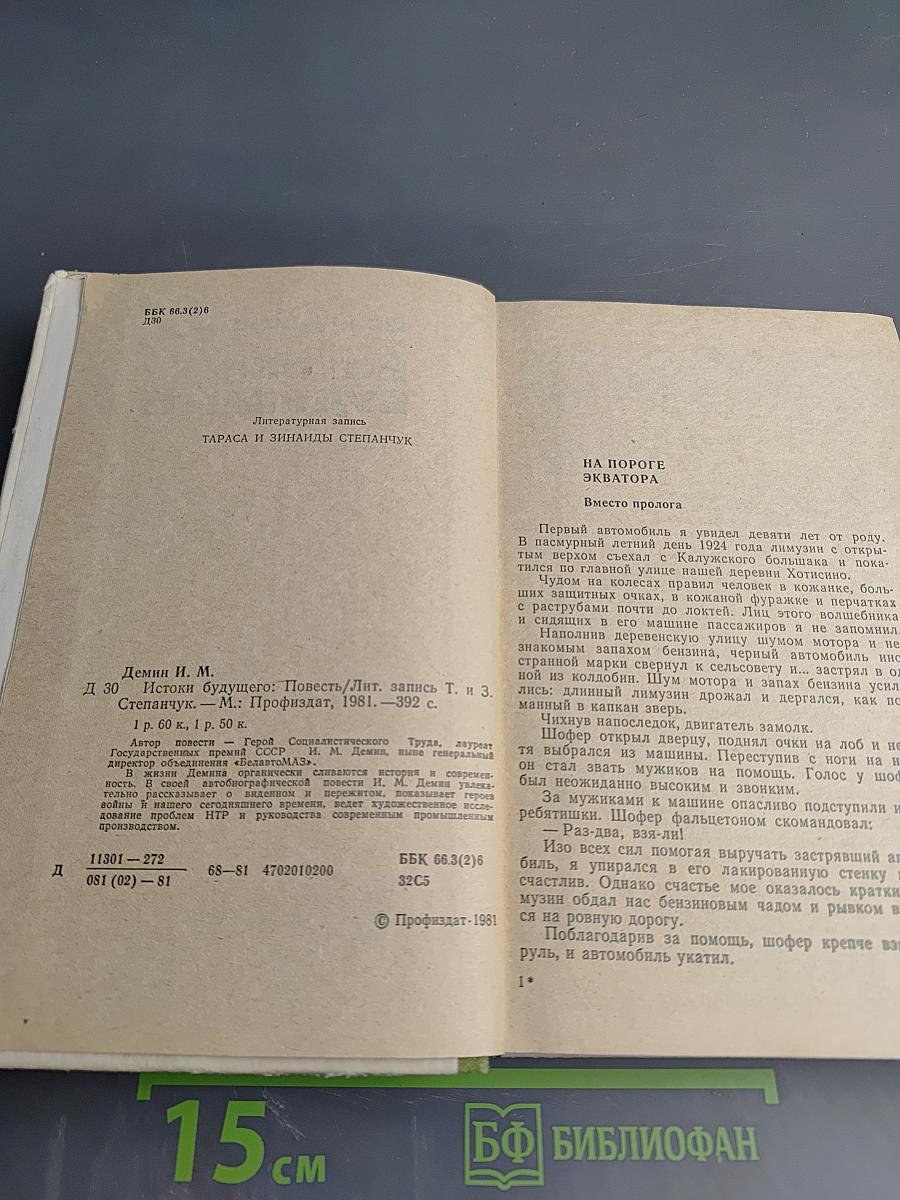 ББК 66.3(2)6
Д30
Литературная запись
ТАРАСА И ЗИНАИДЫ СТЕПАНЧУК
Демин И. М.
Д 30 Истоки будущего: Повесть/Лит. запись Т. и З.
Степанчук. — М.: Профиздат, 1981. —392 с.
1 р. 60 к., 1 р. 50 к.
Автор повести — Герой Социалистического Труда, лауреат
Государственных премий СССР И. М. Демин, ныне генеральный
директор объединения «БелавтоМАЗ».
В жизни Демина органически сливаются история и современ-
ность. В своей автобиографической повести И. М. Демин увлека-
тельно рассказывает о виденном и пережитом, показывает героев
войны и нашего сегодняшнего времени, ведет художественное иссле-
дование проблем НТР и руководства современным промышленным
производством.
Д 11301—272
081 (02)—81
68—81 4702010200
ББК 66.3(2)6
32С5
© Профиздат-1981
НА ПОРОГЕ
ЭКВАТОРА
Вместо пролога
Первый автомобиль я увидел девяти лет от роду.
В пасмурный летний день 1924 года лимузин с откры-
тым верхом съехал с Калужского большака и пока-
тился по главной улице нашей деревни Хотисино.
Чудом на колесах правил человек в кожанке, боль-
ших защитных очках, в кожаной фуражке и перчатках
с раструбами почти до локтей. Лиц этого волшебника
и сидящих в его машине пассажиров я не запомнил.
Наполнив деревенскую улицу шумом мотора и не
знакомым запахом бензина, черный автомобиль ино
странной марки свернул к сельсовету и... застрял в од
ной из колдобин. Шум мотора и запах бензина усил
лись: длинный лимузин дрожал и дергался, как по
манный в капкан зверь.
Чихнув напоследок, двигатель замолк.
Шофер открыл дверцу, поднял очки на лоб и не
тя выбрался из машины. Переступив с ноги на н
он стал звать мужиков на помощь. Голос у шоф
был неожиданно высоким и звонким.
За мужиками к машине опасливо подступили и
ребятишки. Шофер фальцетом скомандовал:
— Раз-два, взя-ли!
Изо всех сил помогая выручать застрявший ав
биль, я упирался в его лакированную стенку
счастлив. Однако счастье мое оказалось кратки
музин обдал нас бензиновым чадом и рывком в
ся на ровную дорогу.
Поблагодарив за помощь, шофер крепче взя
руль, и автомобиль укатил.
1*
15 см
БФ БИБЛИОФАН